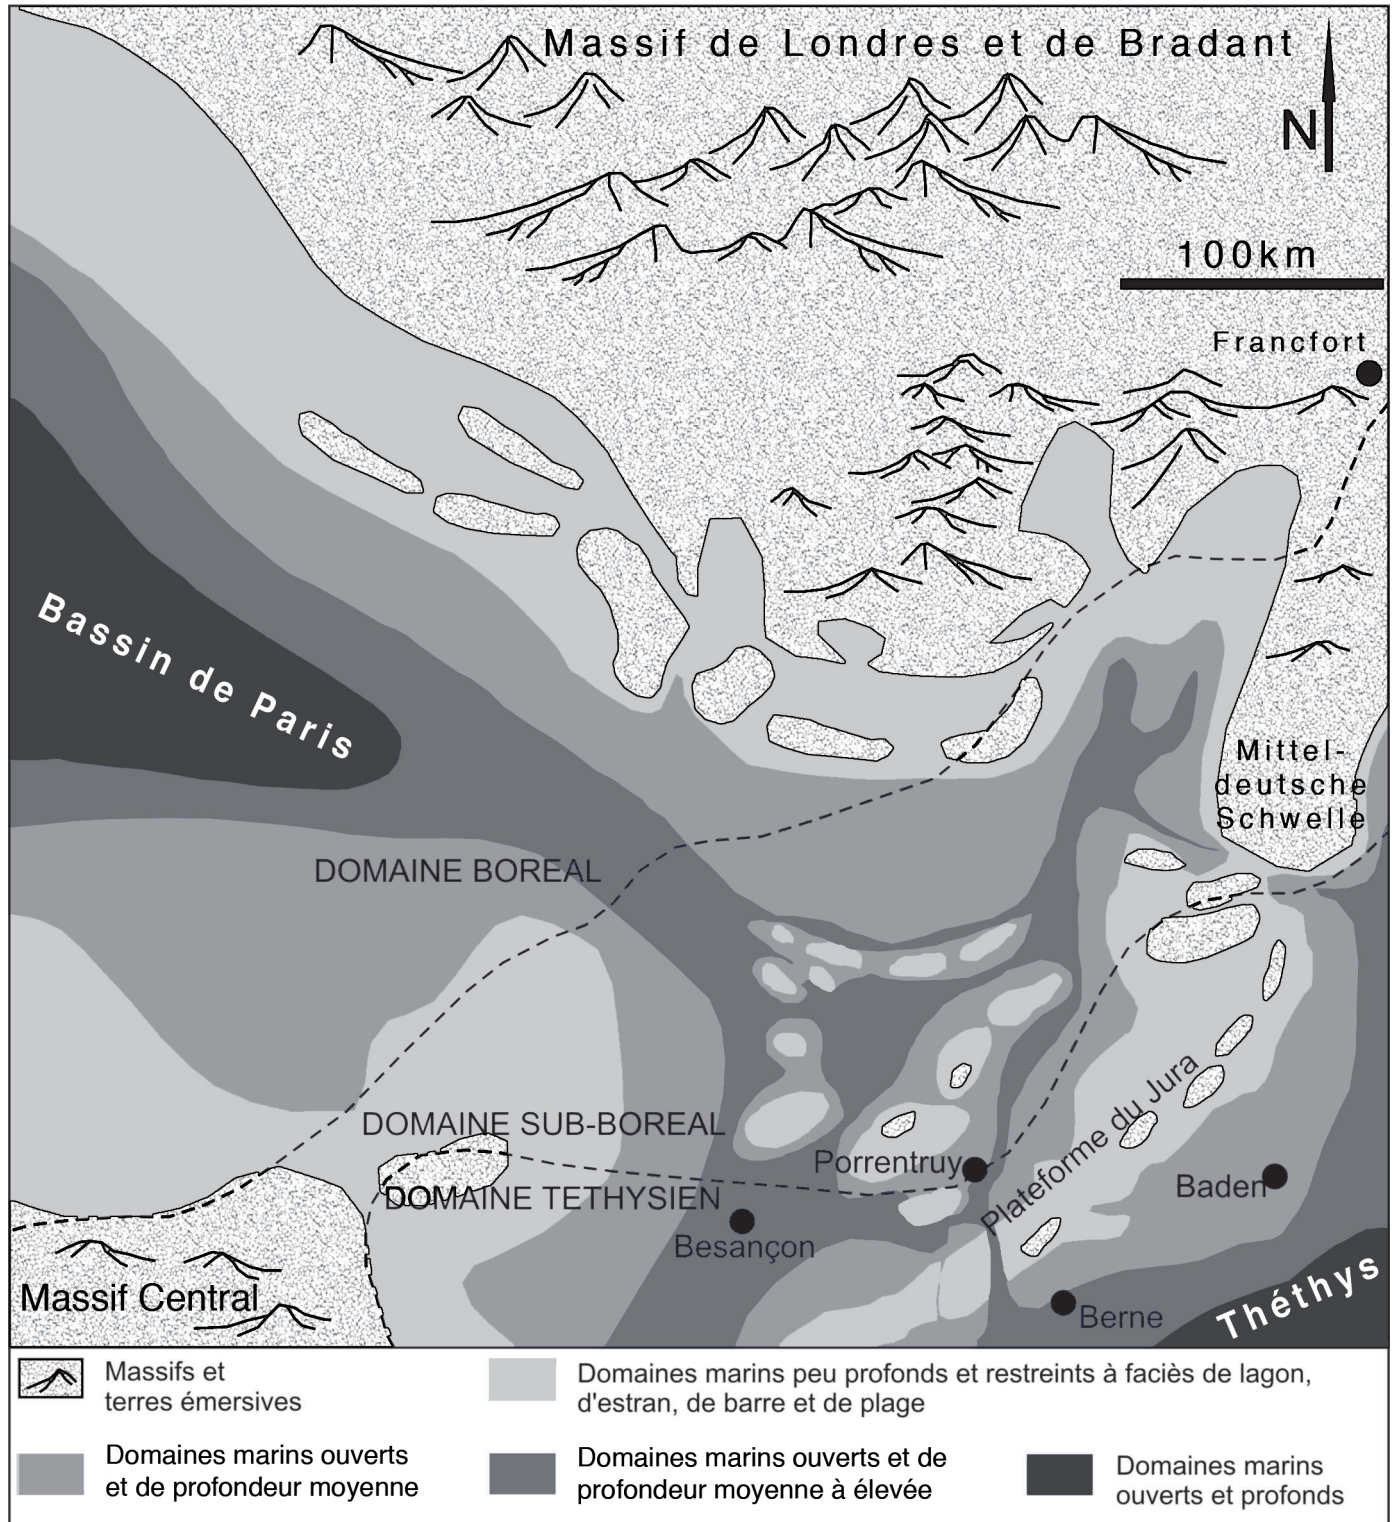 Massif de Londres et de Bradant
N
100km
Francfort
Bassin de Paris
Mittel-
deutsche
Schwelle
DOMAINE BOREAL
DOMAINE SUB-BOREAL
DOMAINE TETHYSIEN
Porrentruy
Plateforme du Jura
Baden
Besançon
Massif Central
Berne
Théthys
Massifs et
terres émersives
Domaines marins peu profonds et restreints à faciès de lagon,
d'estran, de barre et de plage
Domaines marins ouverts
et de profondeur moyenne
Domaines marins ouverts et de
profondeur moyenne à élevée
Domaines marins
ouverts et profonds